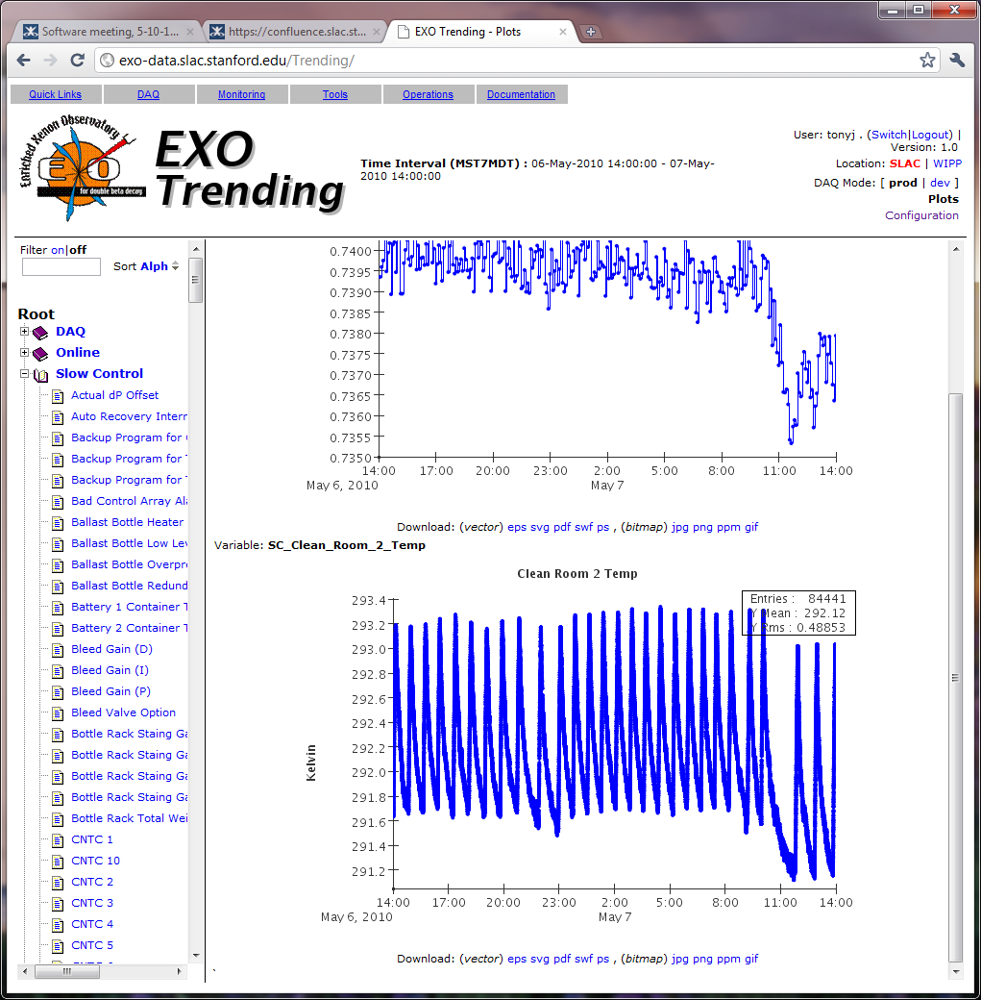 Software meeting, 5-10-1...
https://confluence.slac.st...
EXO Trending - Plots
exo-data.slac.stanford.edu/Trending/
Quick Links
DAQ
Monitoring
Tools
Operations
Documentation
Enriched Xenon Observatory
EXO
for double beta decay
EXO
Trending
Time Interval (MST7MDT) : 06-May-2010 14:00:00 - 07-May-
2010 14:00:00
User: tonyj . (Switch|Logout) |
Version: 1.0
Location: SLAC | WIPP
DAQ Mode: [ prod | dev ]
Plots
Configuration
Filter on|off
Sort Alph
Root
DAQ
Online
Slow Control
Actual dP Offset
Auto Recovery Intern
Backup Program for
Backup Program for
Backup Program for
Bad Control Array Al
Ballast Bottle Heater
Ballast Bottle Low Lev
Ballast Bottle Overpr
Ballast Bottle Redund
Battery 1 Container T
Battery 2 Container T
Bleed Gain (D)
Bleed Gain (I)
Bleed Gain (P)
Bleed Valve Option
Bottle Rack Staing Ga
Bottle Rack Staing Ga
Bottle Rack Staing Ga
Bottle Rack Staing Ga
Bottle Rack Total Wei
CNTC 1
CNTC 10
CNTC 2
CNTC 3
CNTC 4
CNTC 5
0.7400
0.7395
0.7390
0.7385
0.7380
0.7375
0.7370
0.7365
0.7360
0.7355
0.7350
14:00 17:00 20:00 23:00 2:00 5:00 8:00 11:00 14:00
May 6, 2010 May 7
Download: (vector) eps svg pdf swf ps , (bitmap) jpg png ppm gif
Variable: SC_Clean_Room_2_Temp
Clean Room 2 Temp
Entries : 84441
Y Mean : 292.12
Y Rms : 0.48853
293.4
293.2
293.0
292.8
292.6
292.4
292.2
292.0
291.8
291.6
291.4
291.2
Kelvin
14:00 17:00 20:00 23:00 2:00 5:00 8:00 11:00 14:00
May 6, 2010 May 7
Download: (vector) eps svg pdf swf ps , (bitmap) jpg png ppm gif